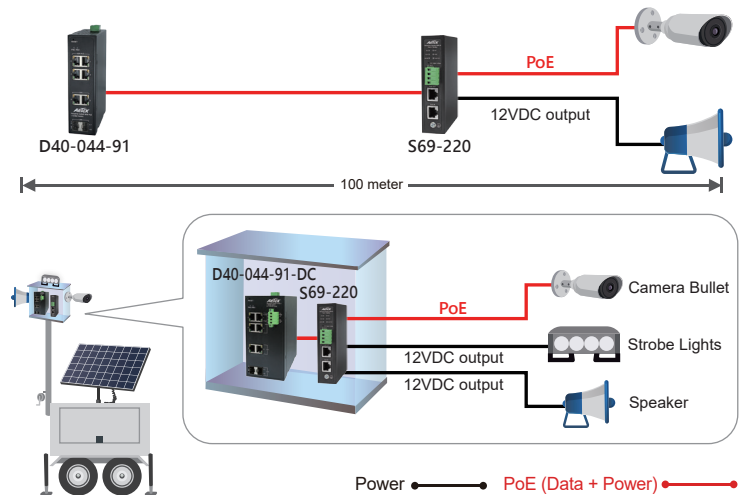 PoE
12VDC output
D40-044-91
S69-220
100 meter
D40-044-91-DC
S69-220
PoE
Camera Bullet
12VDC output
Strobe Lights
12VDC output
Speaker
Power
PoE (Data + Power)